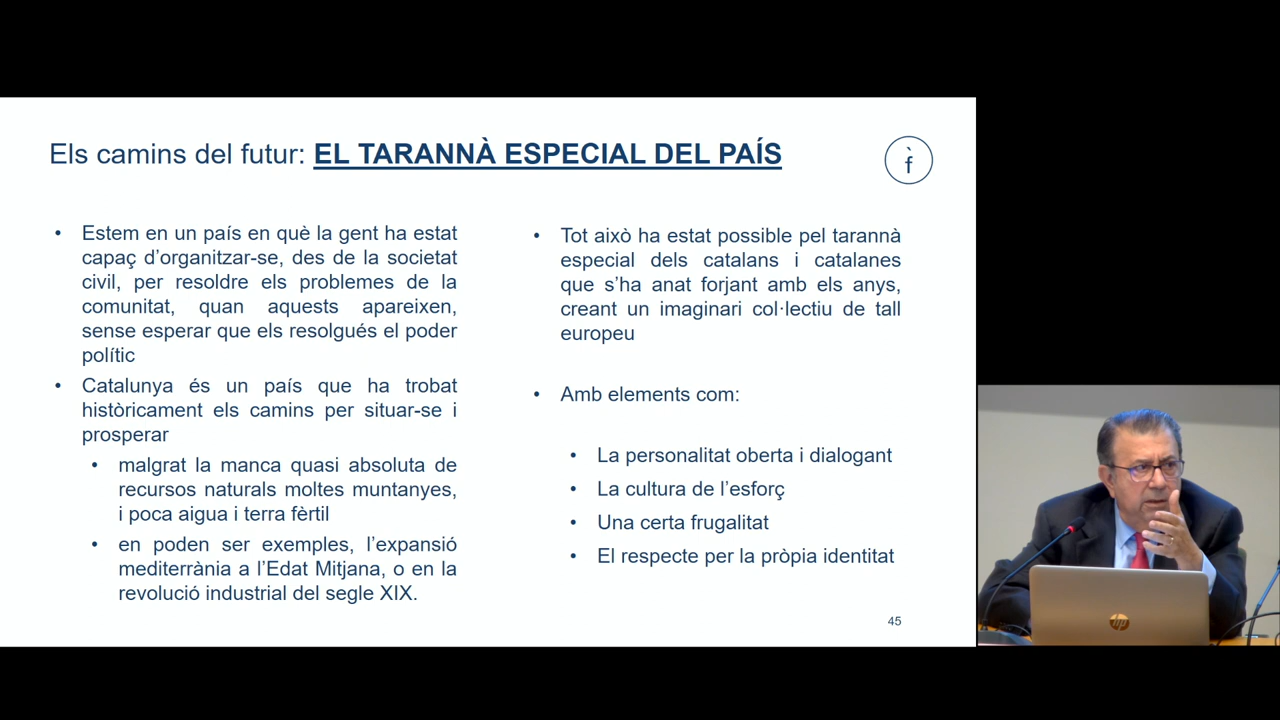 Els camins del futur: EL TARANNÀ ESPECIAL DEL PAÍS
f̀
• Estem en un país en què la gent ha estat
capaç d’organitzar-se, des de la societat
civil, per resoldre els problemes de la
comunitat, quan aquests apareixen,
sense esperar que els resolgués el poder
polític
• Catalunya és un país que ha trobat
històricament els camins per situar-se i
prosperar
• malgrat la manca quasi absoluta de
recursos naturals moltes muntanyes,
i poca aigua i terra fèrtil
• en poden ser exemples, l’expansió
mediterrània a l’Edat Mitjana, o en la
revolució industrial del segle XIX.
• Tot això ha estat possible pel tarannà
especial dels catalans i catalanes
que s’ha anat forjant amb els anys,
creant un imaginari col·lectiu de tall
europeu
• Amb elements com:
• La personalitat oberta i dialogant
• La cultura de l’esforç
• Una certa frugalitat
• El respecte per la pròpia identitat
45
hp